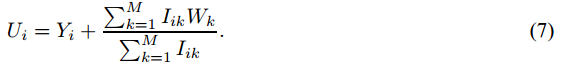 U_i = Y_i + \frac{\sum_{k=1}^{M} I_{ik} W_k}{\sum_{k=1}^{M} I_{ik}}. (7)